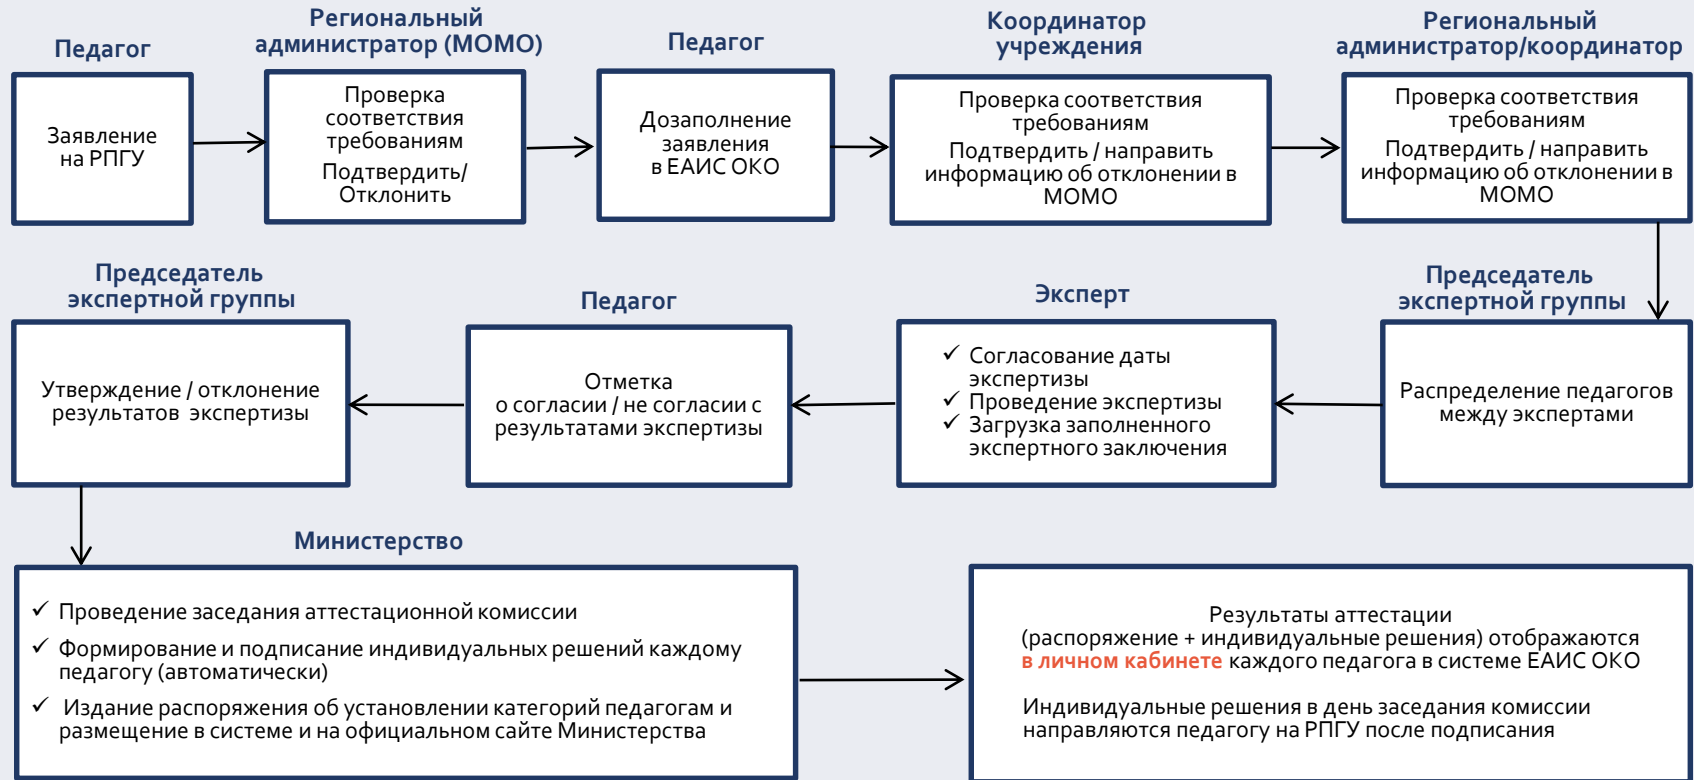 Педагог
Заявление
на РПГУ
Региональный
администратор (МОМО)
Проверка
соответствия
требованиям
Подтвердить/
Отклонить
Педагог
Дозаполнение
заявления
в ЕАИС ОКО
Координатор
учреждения
Проверка соответствия
требованиям
Подтвердить / направить
информацию об отклонении в
МОМО
Региональный
администратор/координатор
Проверка соответствия
требованиям
Подтвердить / направить
информацию об отклонении в
МОМО
Председатель
экспертной группы
Распределение педагогов
между экспертами
Эксперт
✓ Согласование даты
экспертизы
✓ Проведение экспертизы
✓ Загрузка заполненного
экспертного заключения
Педагог
Отметка
о согласии / не согласии с
результатами экспертизы
Председатель
экспертной группы
Утверждение / отклонение
результатов экспертизы
Министерство
✓ Проведение заседания аттестационной комиссии
✓ Формирование и подписание индивидуальных решений каждому
педагогу (автоматически)
✓ Издание распоряжения об установлении категорий педагогам и
размещение в системе и на официальном сайте Министерства
Результаты аттестации
(распоряжение + индивидуальные решения) отображаются
в личном кабинете каждого педагога в системе ЕАИС ОКО
Индивидуальные решения в день заседания комиссии
направляются педагогу на РПГУ после подписания